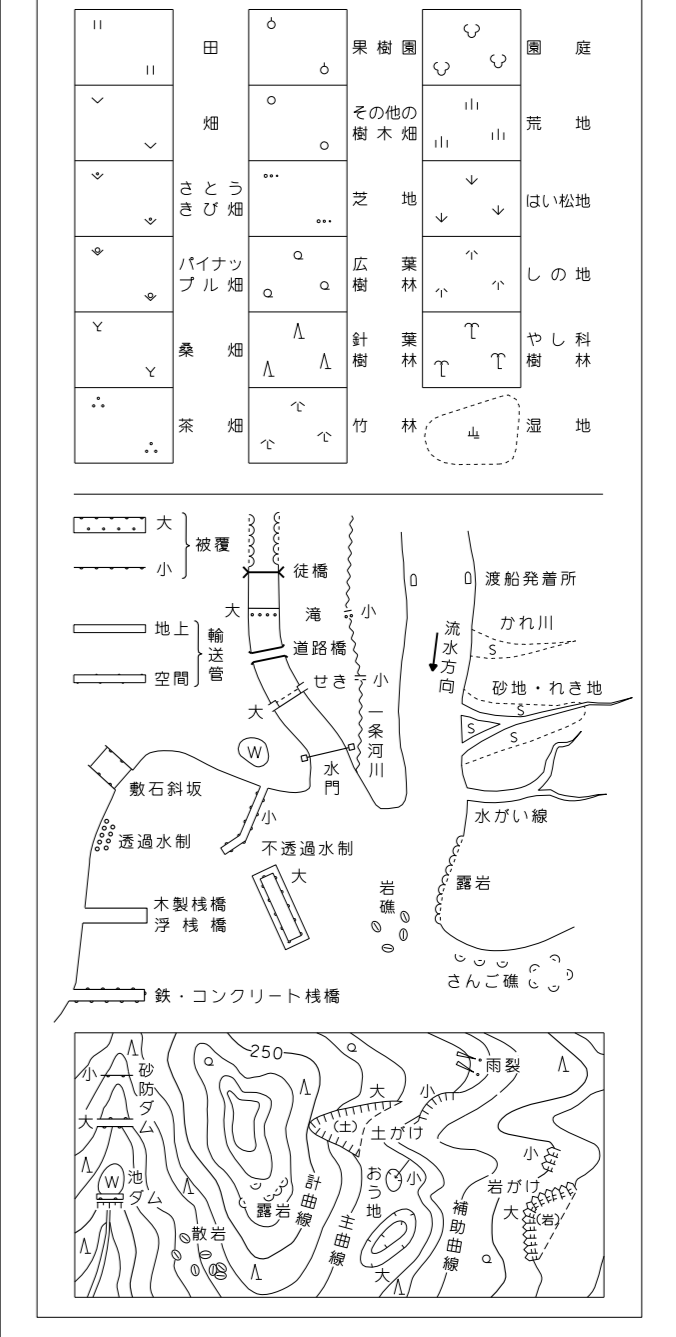 田
畑
さとう
きび畑
パイナッ
プル畑
桑畑
茶畑
果樹園
その他の
樹木畑
芝地
広葉
樹林
針葉
樹林
竹林
園庭
荒地
はい松地
しの地
やし科
樹林
湿地
大
小
被覆
地上
空間
輸送管
徒橋
大
滝
小
道路橋
せき
小
大
W
水門
一条河川
流水方向
渡船発着所
かれ川
S
砂地・れき地
S
S
S
水がい線
敷石斜坂
透過水制
小
不透過水制
大
木製桟橋
浮桟橋
岩礁
露岩
さんご礁
鉄・コンクリート桟橋
250
小
砂防ダム
大
W
池
ダム
露岩
散岩
計曲線
主曲線
大
(土)
土がけ
小
雨裂
おう地
小
大
補助曲線
小
岩がけ
大
(岩)